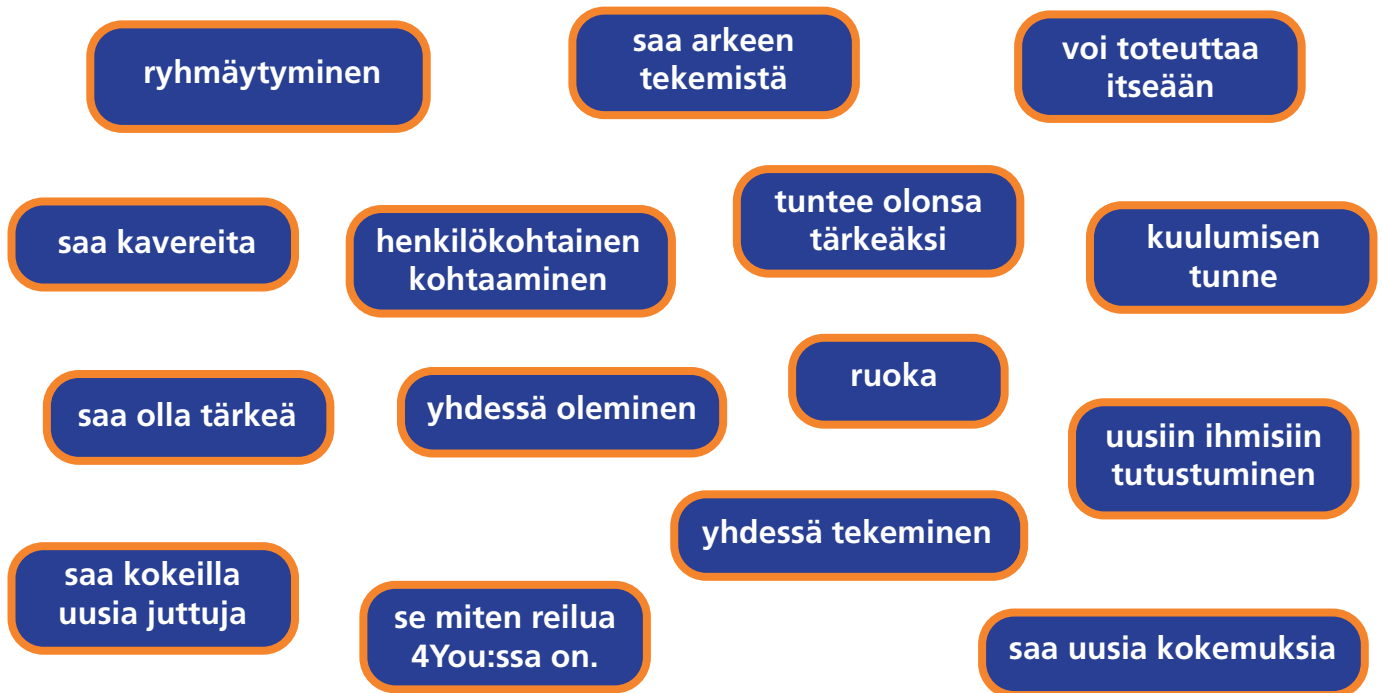 ryhmäytyminen
saa arkeen
tekemistä
voi toteuttaa
itseään
saa kavereita
henkilökohtainen
kohtaaminen
tuntee olonsa
tärkeäksi
kuulumisen
tunne
saa olla tärkeä
yhdessä oleminen
ruoka
uusiin ihmisiin
tutustuminen
yhdessä tekeminen
saa kokeilla
uusia juttuja
se miten reilua
4You:ssa on.
saa uusia kokemuksia